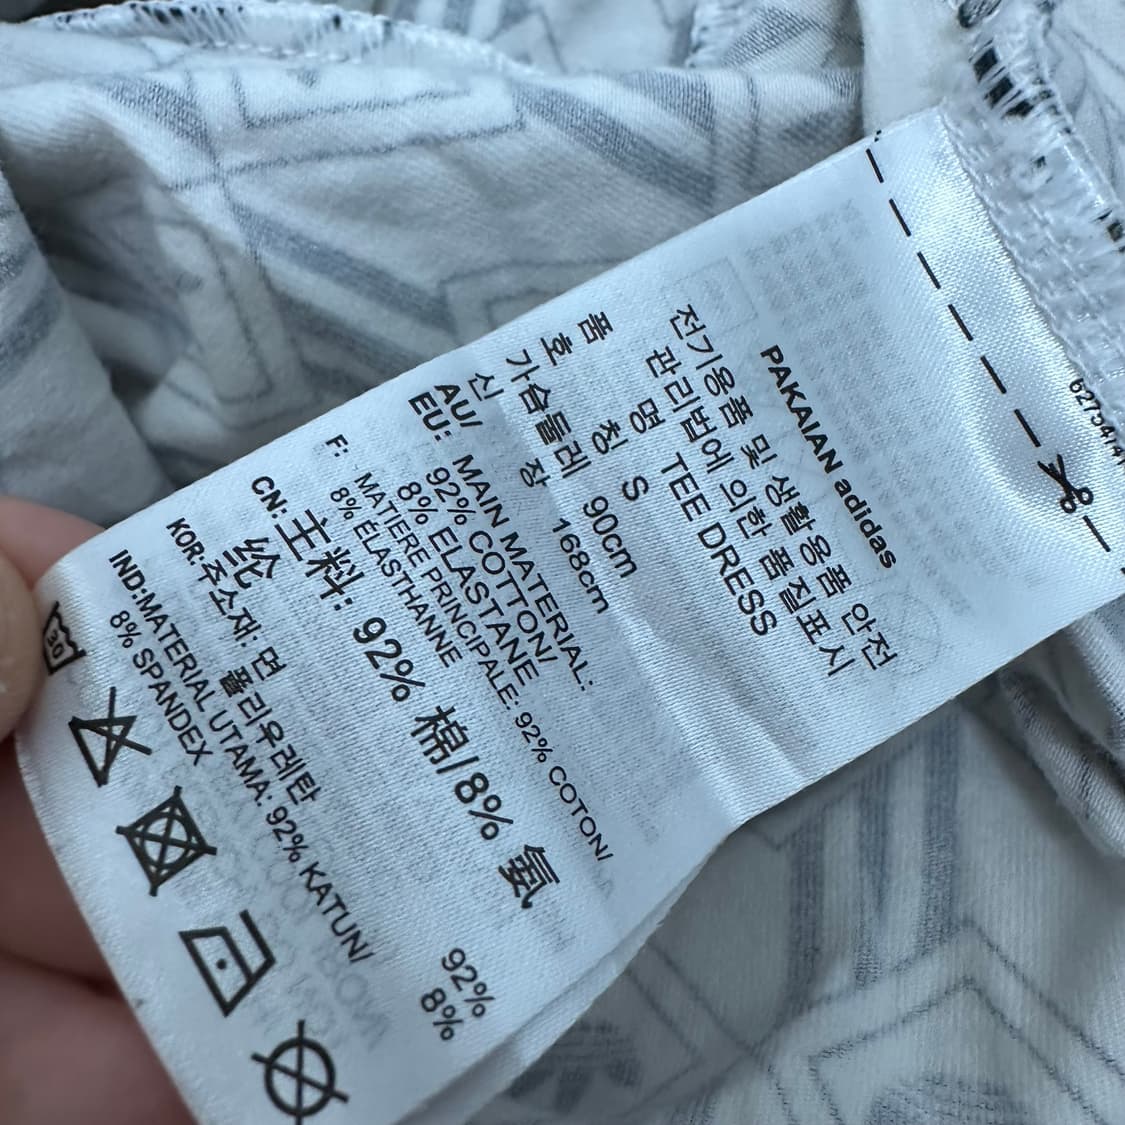 627547/41
PAKAIAN adidas
전기용품 및 생활용품 안전
관리법에 의한 품질표시
품 명 TEE DRESS
호 칭 S
가슴둘레 90cm
신 장 168cm
AU/
EU: MAIN MATERIAL:
92% COTTON/
8% ELASTANE
F: MATIÈRE PRINCIPALE: 92% COTON/
8% ÉLASTHANNE
CN: 主料: 92% 棉/8% 氨
纶
KOR: 주소재: 면 92%
폴리우레탄 8%
IND: MATERIAL UTAMA: 92% KATUN/
8% SPANDEX
30